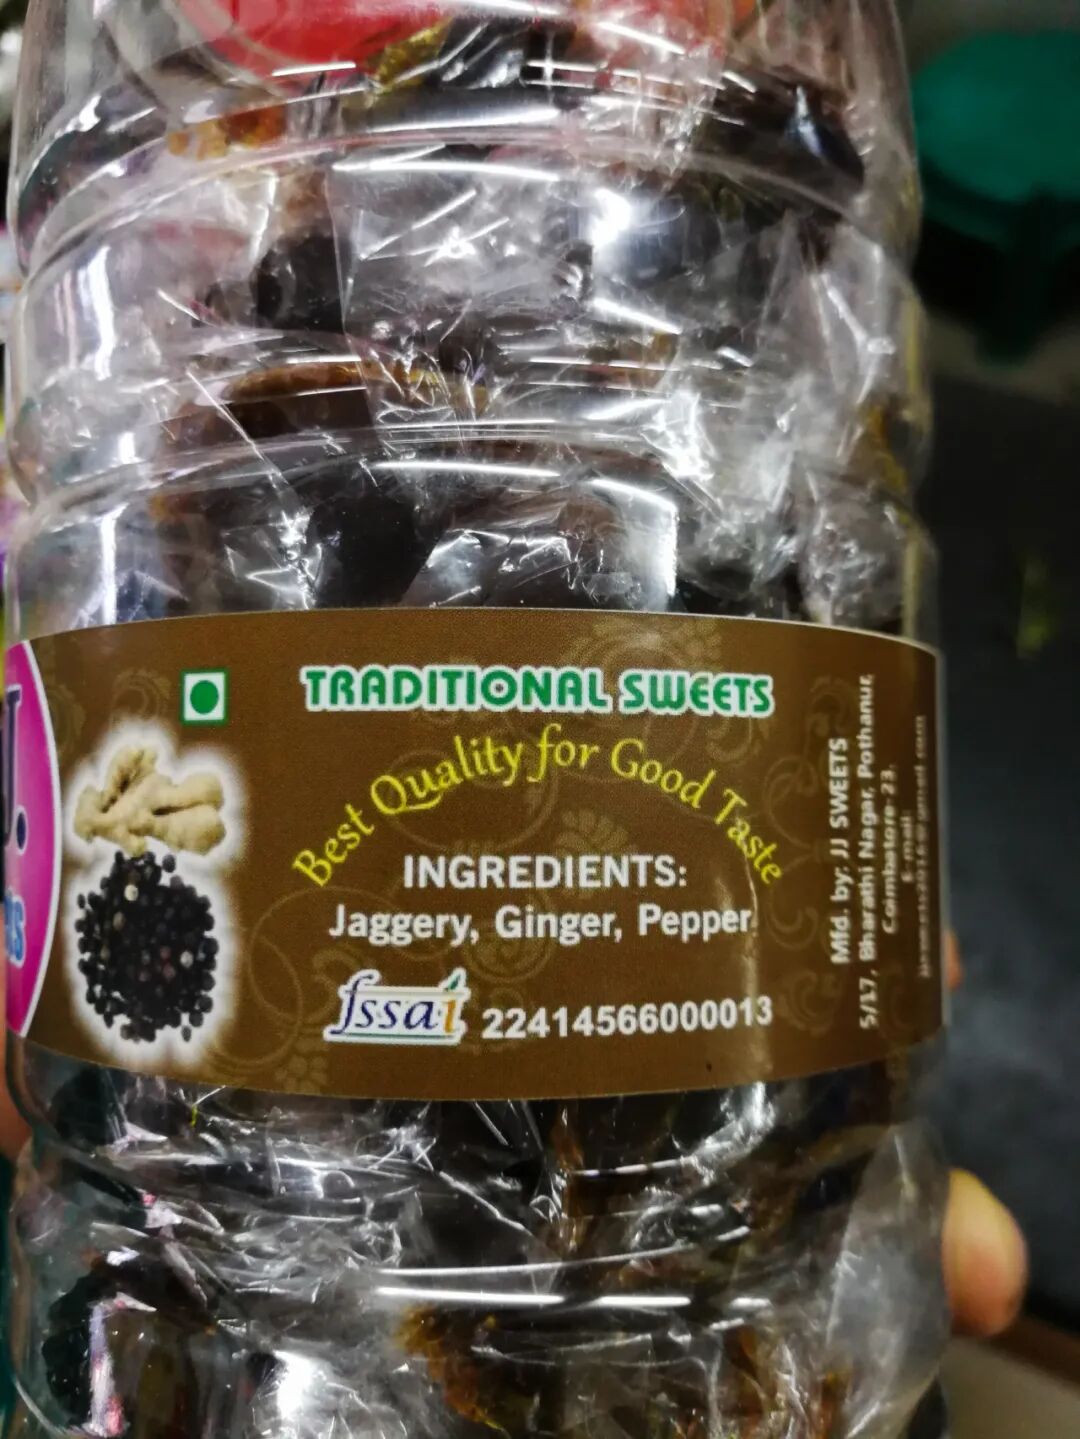 TRADITIONAL SWEETS
Best Quality for Good Taste
INGREDIENTS:
Jaggery, Ginger, Pepper
fssai 22414566000013
Mfd. by: JJ SWEETS
5/17, Bharathi Nagar, Pothanur,
Coimbatore-23.
E-mail: